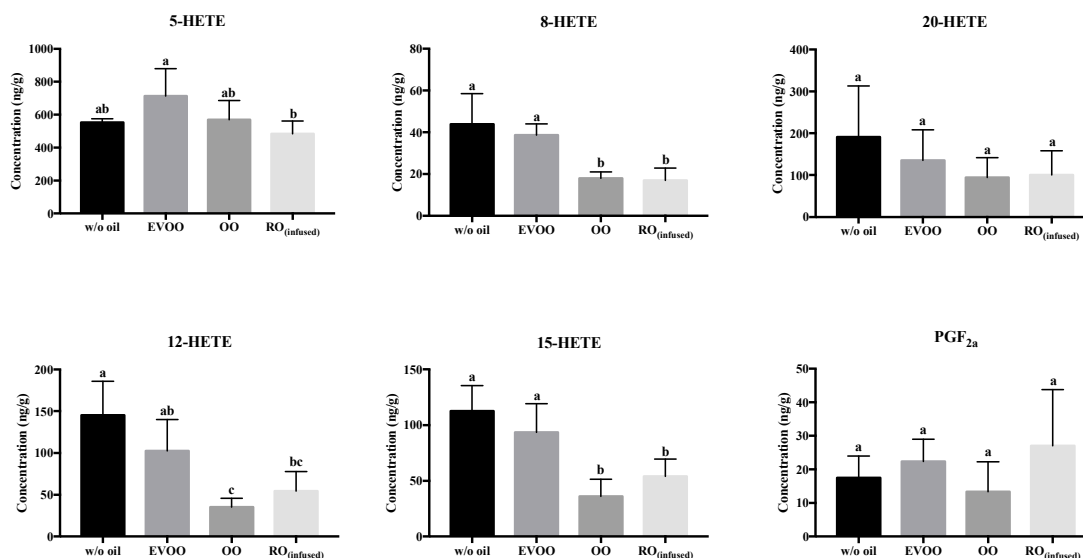 5-HETE
Concentration (ng/g)
1000
800
600
400
200
0
ab
a
ab
b
w/o oil EVOO OO RO(infused)
8-HETE
Concentration (ng/g)
80
60
40
20
0
a
a
b
b
w/o oil EVOO OO RO(infused)
20-HETE
Concentration (ng/g)
400
300
200
100
0
a
a
a
a
w/o oil EVOO OO RO(infused)
12-HETE
Concentration (ng/g)
200
150
100
50
0
a
ab
c
bc
w/o oil EVOO OO RO(infused)
15-HETE
Concentration (ng/g)
150
100
50
0
a
a
b
b
w/o oil EVOO OO RO(infused)
PGF2a
Concentration (ng/g)
50
40
30
20
10
0
a
a
a
a
w/o oil EVOO OO RO(infused)